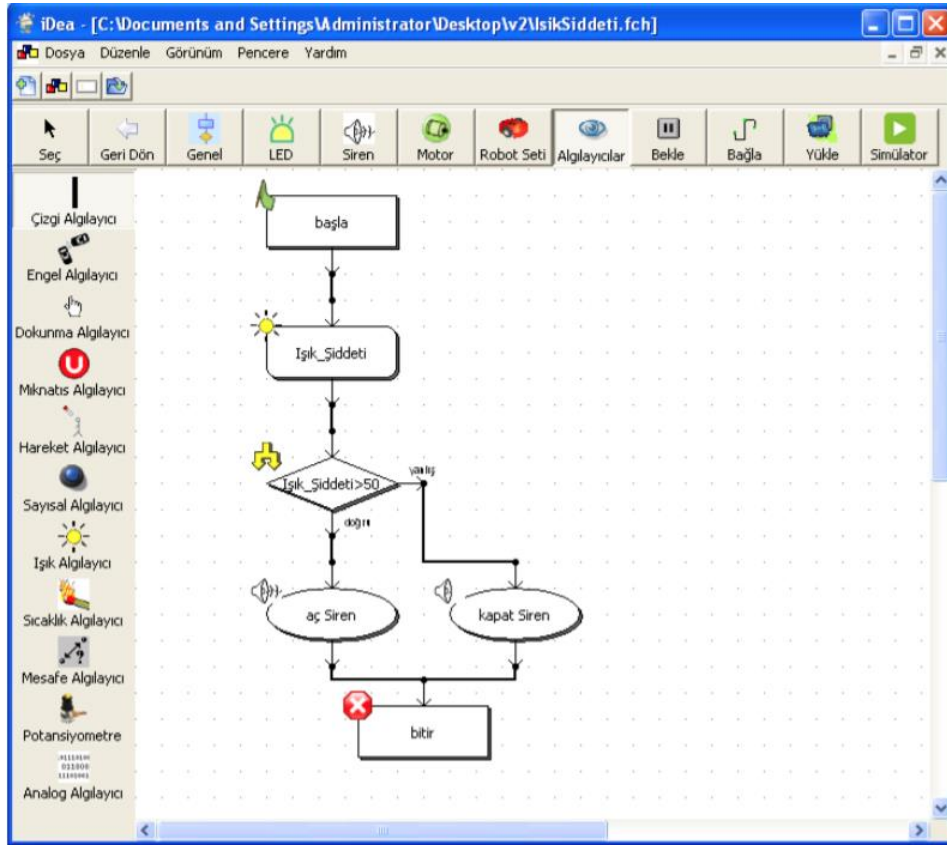 iDea - [C:\Documents and Settings\Administrator\Desktop\v2\IsikSiddeti.fch]
Dosya Düzenle Görünüm Pencere Yardım
Seç Geri Dön Genel LED Siren Motor Robot Seti Algılayıcılar Bekle Bağla Yükle Simülator
Çizgi Algılayıcı
Engel Algılayıcı
Dokunma Algılayıcı
Mıknatıs Algılayıcı
Hareket Algılayıcı
Sayısal Algılayıcı
Işık Algılayıcı
Sıcaklık Algılayıcı
Mesafe Algılayıcı
Potansiyometre
Analog Algılayıcı
başla
Işık_Şiddeti
Işık_Şiddeti>50
yanlış
doğru
aç Siren
kapat Siren
bitir